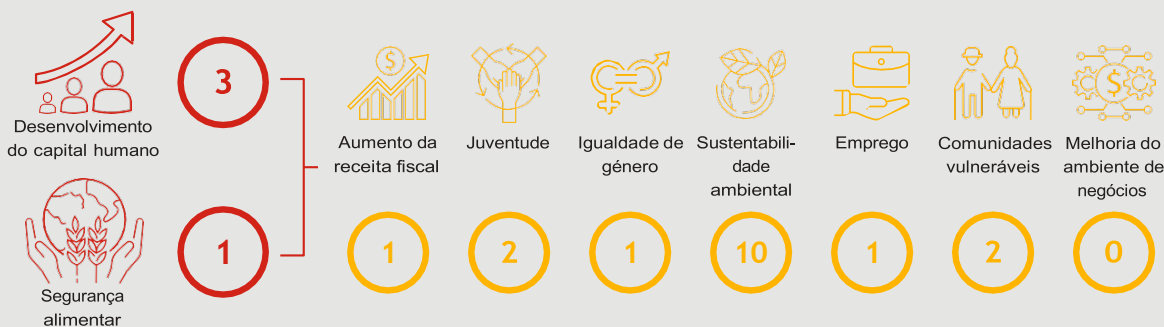 Desenvolvimento
do capital humano
3
Segurança
alimentar
1
$
Aumento da
receita fiscal
1
Juventude
2
Igualdade de
género
1
Sustentabili-
dade
ambiental
10
Emprego
1
Comunidades
vulneráveis
2
$
Melhoria do
ambiente de
negócios
0